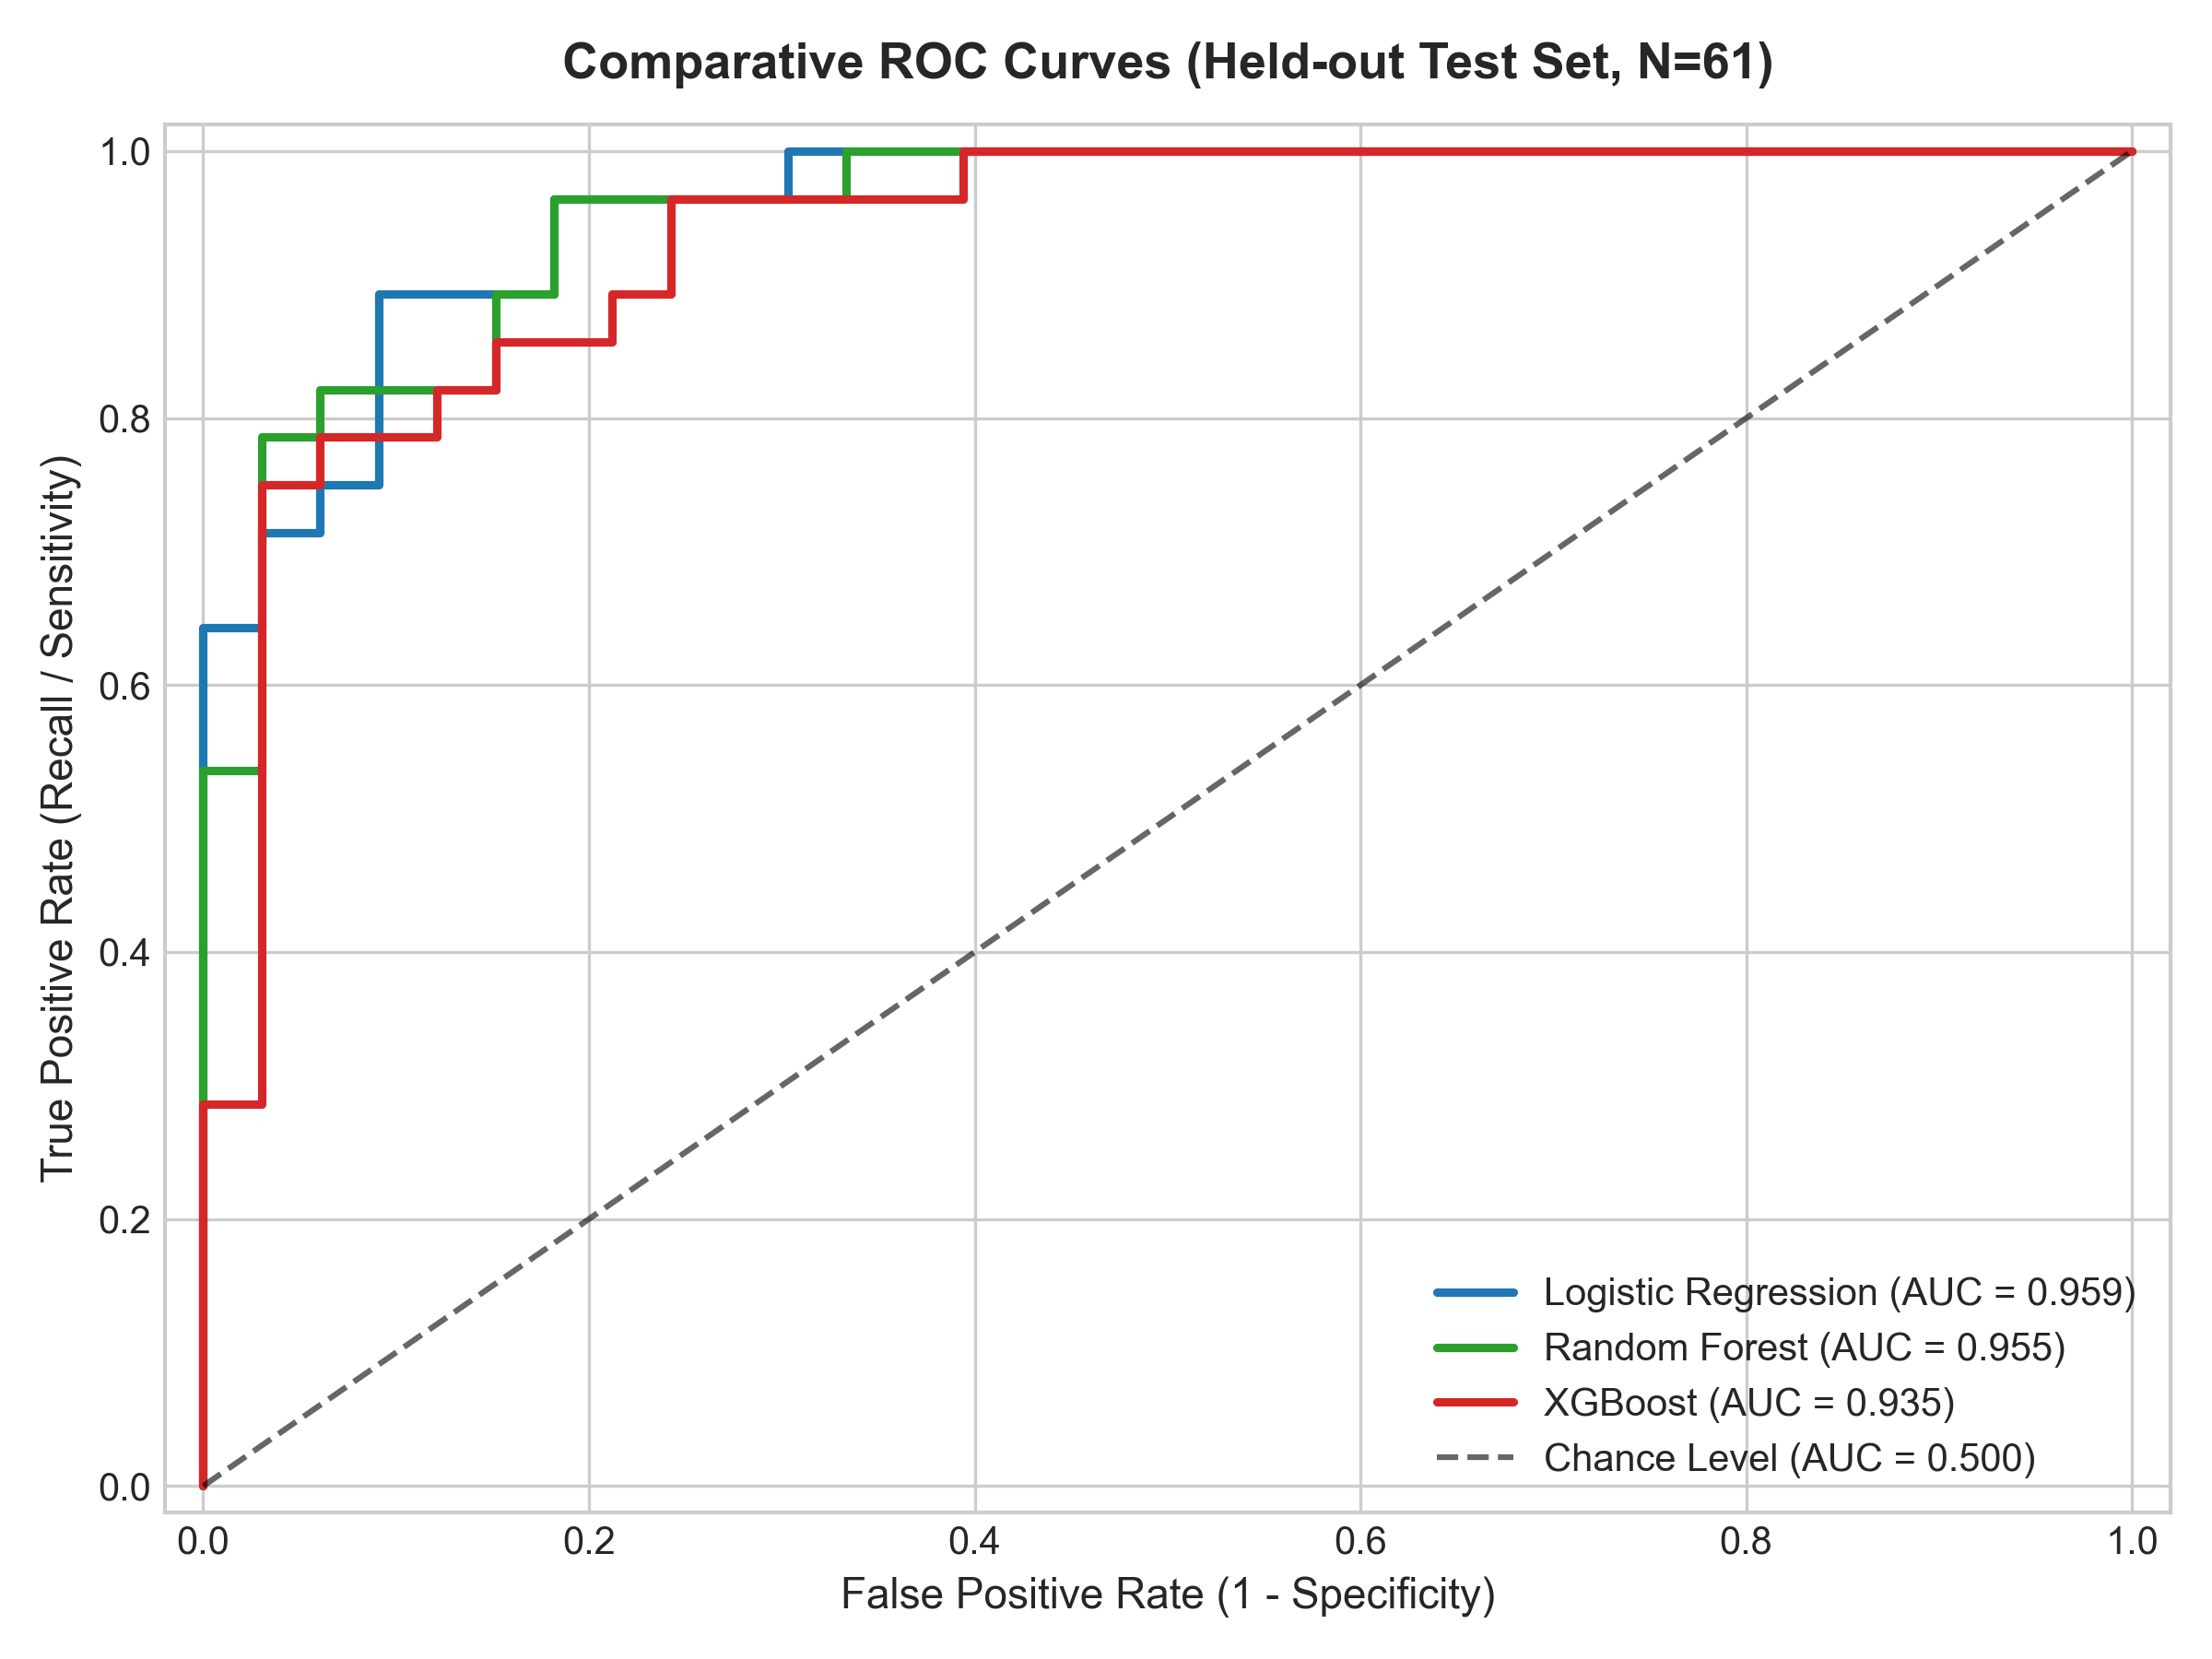 Comparative ROC Curves (Held-out Test Set, N=61)
True Positive Rate (Recall / Sensitivity)
1.0
0.8
0.6
0.4
0.2
0.0
0.0 0.2 0.4 0.6 0.8 1.0
False Positive Rate (1 - Specificity)
Logistic Regression (AUC = 0.959)
Random Forest (AUC = 0.955)
XGBoost (AUC = 0.935)
Chance Level (AUC = 0.500)